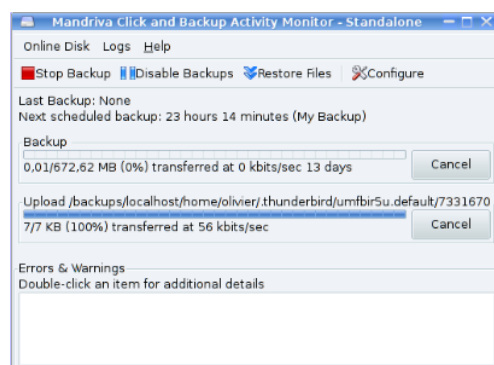 Mandriva Click and Backup Activity Monitor - Standalone
Online Disk Logs Help
Stop Backup Disable Backups Restore Files Configure
Last Backup: None
Next scheduled backup: 23 hours 14 minutes (My Backup)
Backup
0,01/672,62 MB (0%) transferred at 0 kbits/sec 13 days
Cancel
Upload /backups/localhost/home/olivier/.thunderbird/umfbir5u.default/7331670
7/7 KB (100%) transferred at 56 kbits/sec
Cancel
Errors & Warnings
Double-click an item for additional details